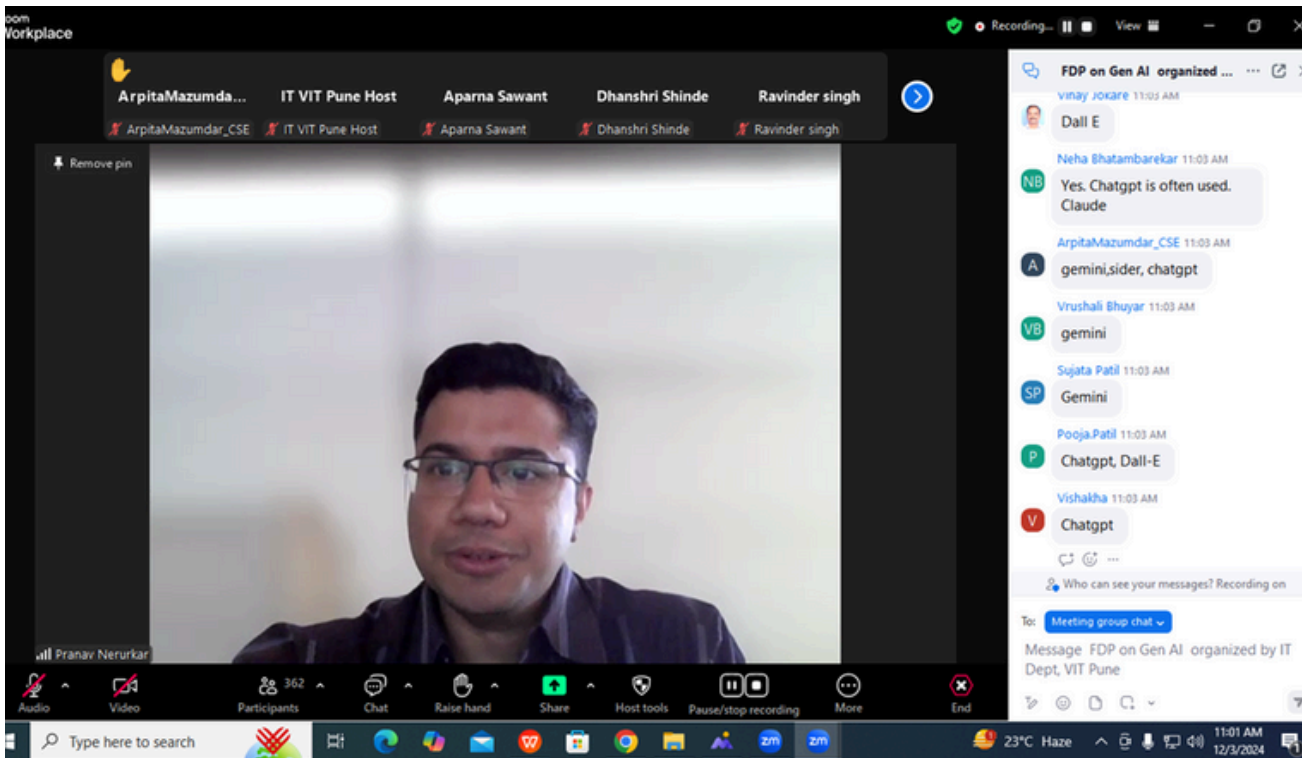 oom
Workplace
Recording...
View
ArpitaMazumda...
IT VIT Pune Host
Aparna Sawant
Dhanshri Shinde
Ravinder singh
ArpitaMazumdar_CSE
IT VIT Pune Host
Aparna Sawant
Dhanshri Shinde
Ravinder singh
Remove pin
Pranav Nerurkar
FDP on Gen AI organized ...
Vinay Jokare 11:03 AM
Dall E
Neha Bhatambarekar 11:03 AM
NB
Yes. Chatgpt is often used.
Claude
ArpitaMazumdar_CSE 11:03 AM
A
gemini,sider, chatgpt
Vrushali Bhuyar 11:03 AM
VB
gemini
Sujata Patil 11:03 AM
SP
Gemini
Pooja.Patil 11:03 AM
P
Chatgpt, Dall-E
Vishakha 11:03 AM
V
Chatgpt
Who can see your messages? Recording on
To: Meeting group chat
Message FDP on Gen AI organized by IT
Dept, VIT Pune
Audio
Video
362
Participants
Chat
Raise hand
Share
Host tools
Pause/stop recording
More
End
Type here to search
W
zm
zm
23°C Haze
11:01 AM
12/3/2024